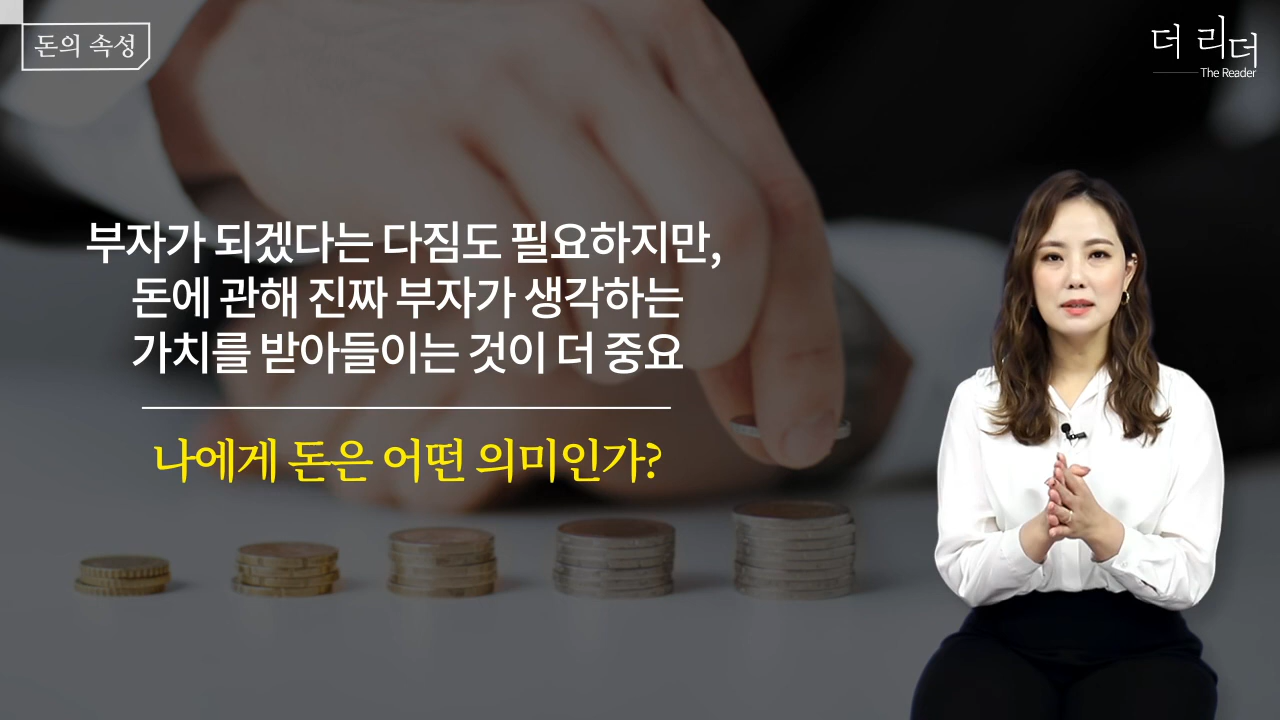 돈의 속성
더 리더
The Reader
부자가 되겠다는 다짐도 필요하지만,
돈에 관해 진짜 부자가 생각하는
가치를 받아들이는 것이 더 중요
나에게 돈은 어떤 의미인가?